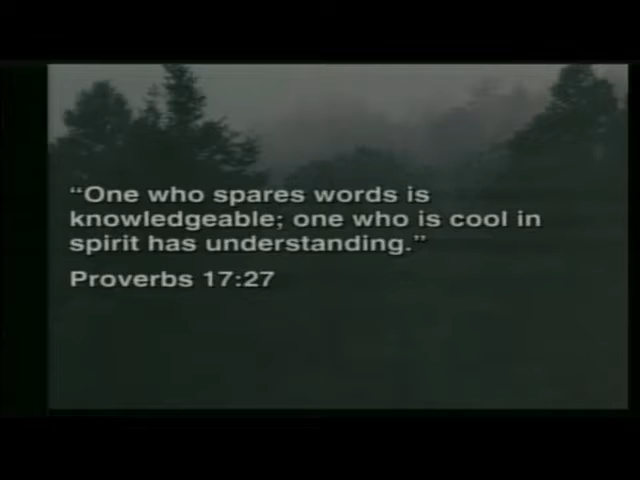 “One who spares words is
knowledgeable; one who is cool in
spirit has understanding.”
Proverbs 17:27